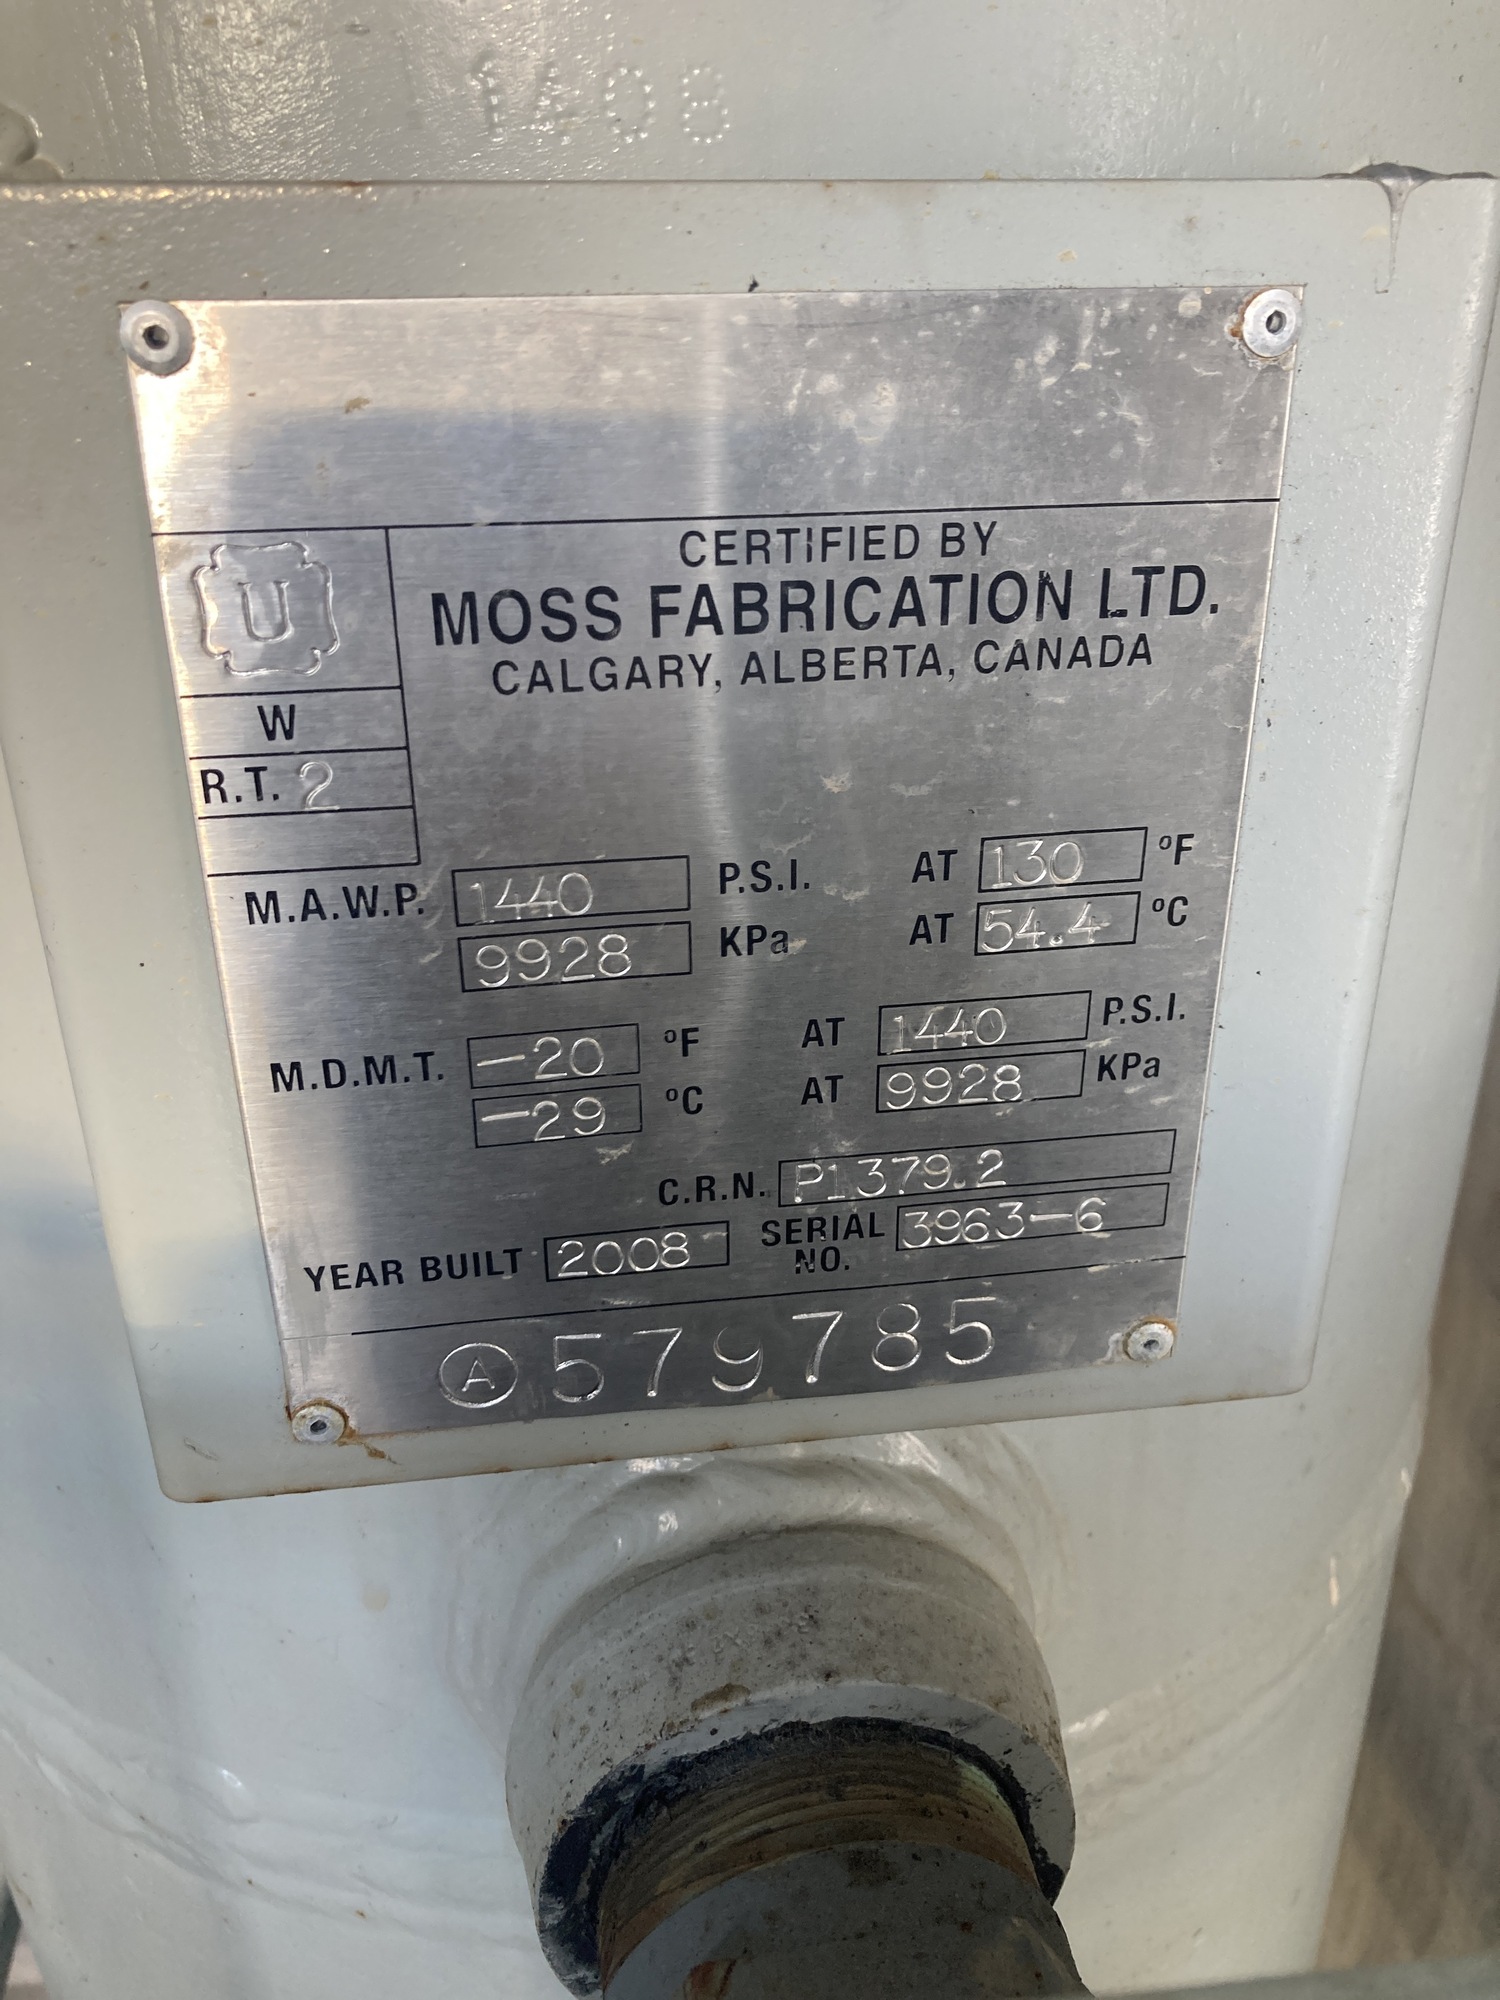 11408
U
CERTIFIED BY
MOSS FABRICATION LTD.
CALGARY, ALBERTA, CANADA
W
R.T. 2
M.A.W.P. 1440 P.S.I. AT 130 °F
9928 KPa AT 54.4 °C
M.D.M.T. -20 °F AT 1440 P.S.I.
-29 °C AT 9928 KPa
C.R.N. P1379.2
YEAR BUILT 2008 SERIAL NO. 3963-6
A 579785